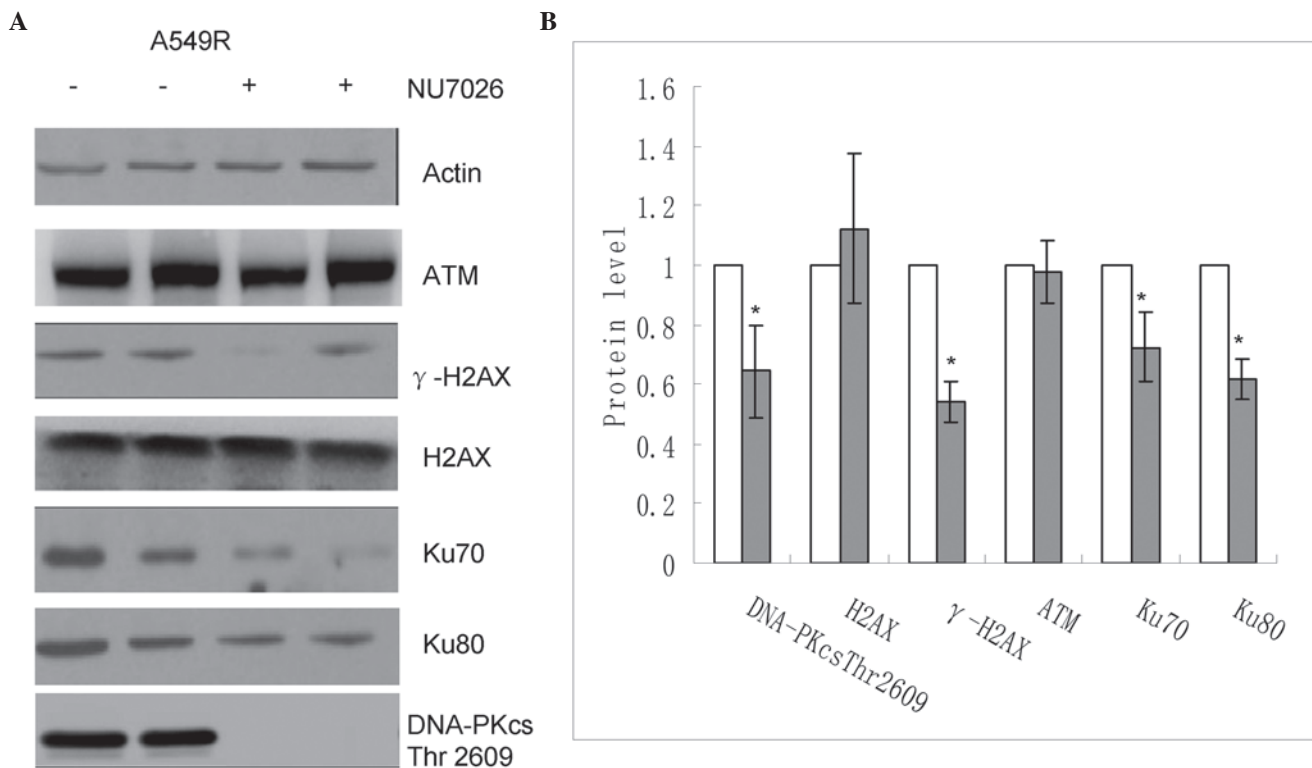 A
A549R
- - + + NU7026
Actin
ATM
γ-H2AX
H2AX
Ku70
Ku80
DNA-PKcs
Thr 2609
B
Protein level
1.6
1.4
1.2
1
0.8
0.6
0.4
0.2
0
* * * *
DNA-PKcsThr2609
H2AX
γ-H2AX
ATM
Ku70
Ku80